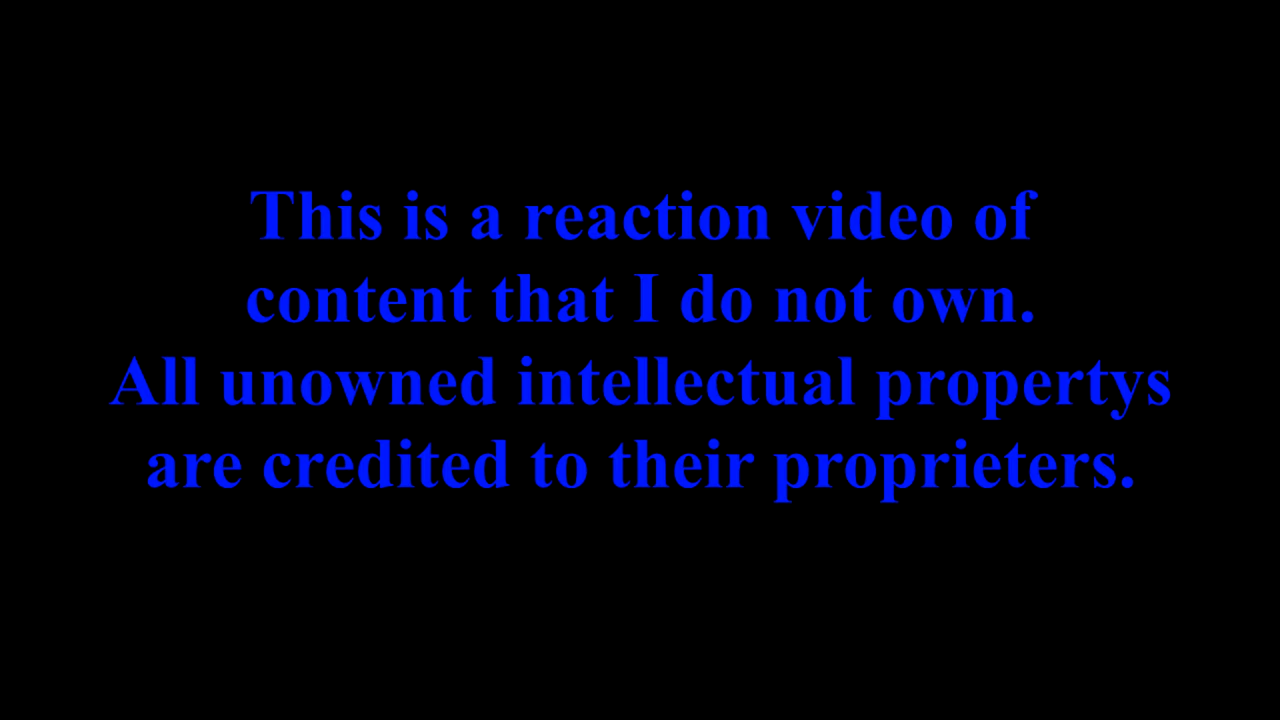 This is a reaction video of
content that I do not own.
All unowned intellectual propertys
are credited to their proprieters.